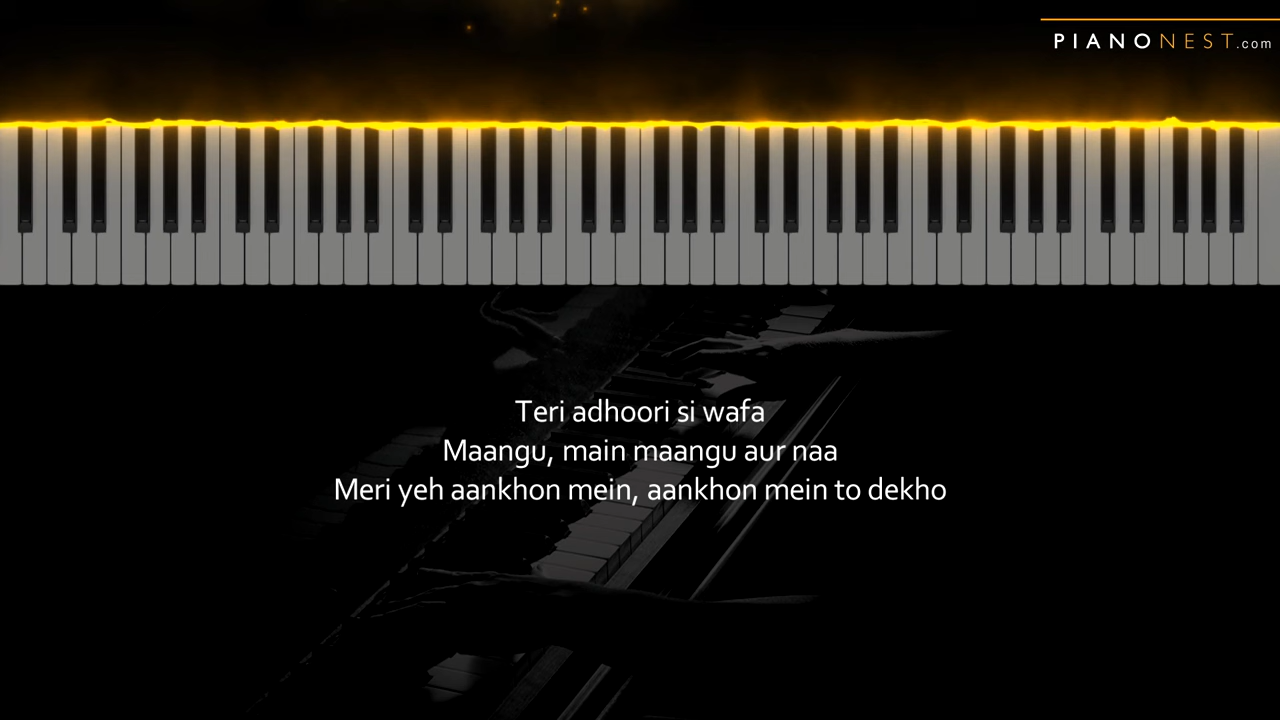 PIANONEST.com
Teri adhoori si wafa
Maangu, main maangu aur naa
Meri yeh aankhon mein, aankhon mein to dekho